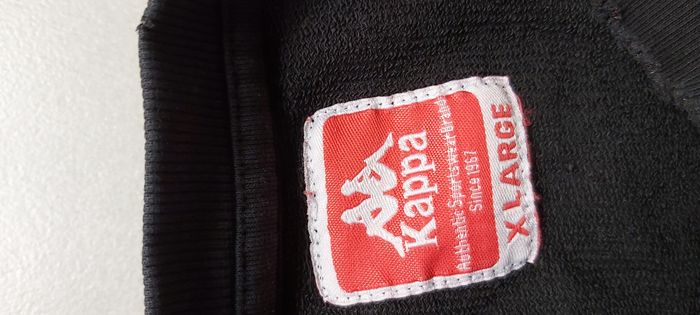 Kappa
Authentic Sportswear Brand
Since 1967
X LARGE